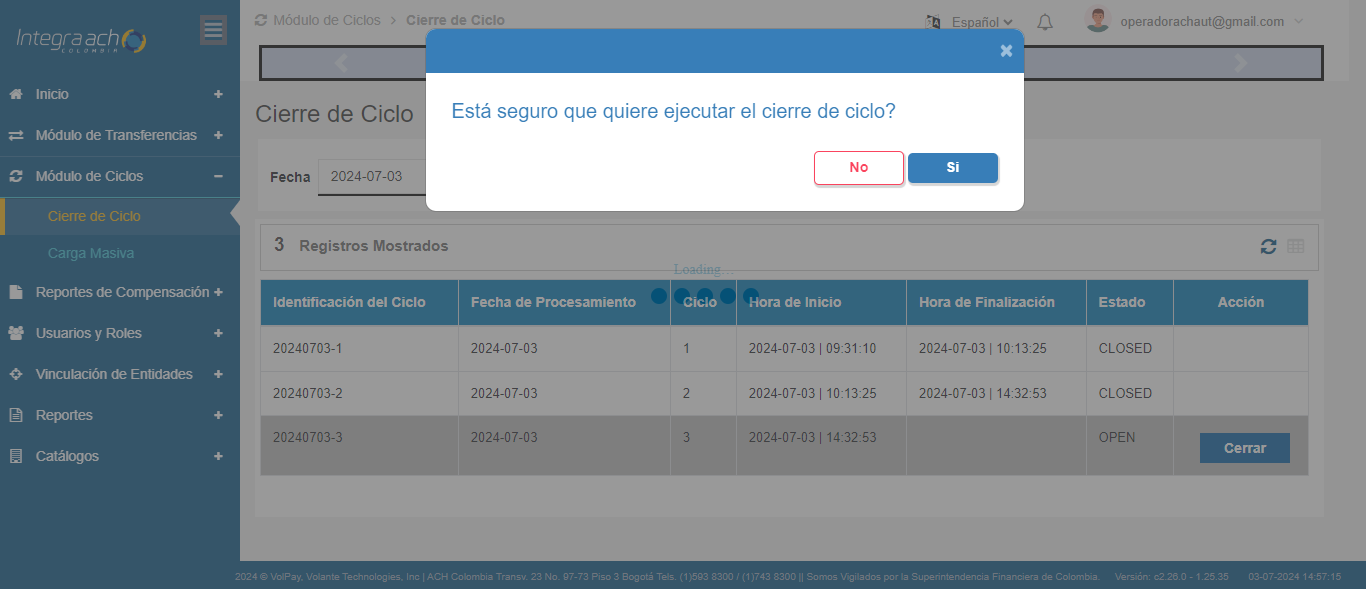 Integra ach
COLOMBIA
Módulo de Ciclos > Cierre de Ciclo
Español
operadorachaut@gmail.com
Está seguro que quiere ejecutar el cierre de ciclo?
No
Si
Inicio
Módulo de Transferencias
Módulo de Ciclos
Cierre de Ciclo
Carga Masiva
Reportes de Compensación
Usuarios y Roles
Vinculación de Entidades
Reportes
Catálogos
Cierre de Ciclo
Fecha 2024-07-03
3 Registros Mostrados
Loading...
Identificación del Ciclo Fecha de Procesamiento Ciclo Hora de Inicio Hora de Finalización Estado Acción
20240703-1 2024-07-03 1 2024-07-03 | 09:31:10 2024-07-03 | 10:13:25 CLOSED
20240703-2 2024-07-03 2 2024-07-03 | 10:13:25 2024-07-03 | 14:32:53 CLOSED
20240703-3 2024-07-03 3 2024-07-03 | 14:32:53 OPEN Cerrar
2024 © VolPay, Volante Technologies, Inc | ACH Colombia Transv. 23 No. 97-73 Piso 3 Bogotá Tels. (1)593 8300 / (1)743 8300 || Somos Vigilados por la Superintendencia Financiera de Colombia. Versión: c2.26.0 - 1.25.35 03-07-2024 14:57:15